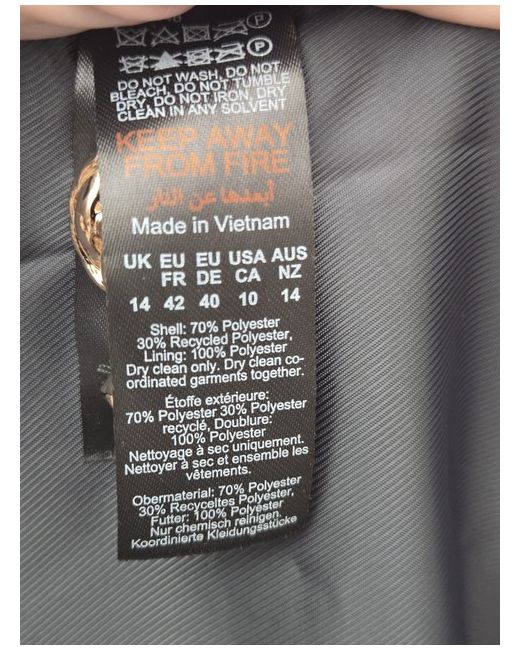 P
P
DO NOT WASH, DO NOT
BLEACH, DO NOT TUMBLE
DRY, DO NOT IRON, DRY
CLEAN IN ANY SOLVENT
KEEP AWAY
FROM FIRE
أبعدها عن النار
Made in Vietnam
UK EU EU USA AUS
FR DE CA NZ
14 42 40 10 14
Shell: 70% Polyester
30% Recycled Polyester,
Lining: 100% Polyester
Dry clean only. Dry clean co-
ordinated garments together.
Étoffe extérieure:
70% Polyester 30% Polyester
recyclé, Doublure:
100% Polyester
Nettoyage à sec uniquement.
Nettoyer à sec et ensemble les
vêtements.
Obermaterial: 70% Polyester
30% Recyceltes Polyester,
Futter: 100% Polyester
Nur chemisch reinigen.
Koordinierte Kleidungsstücke